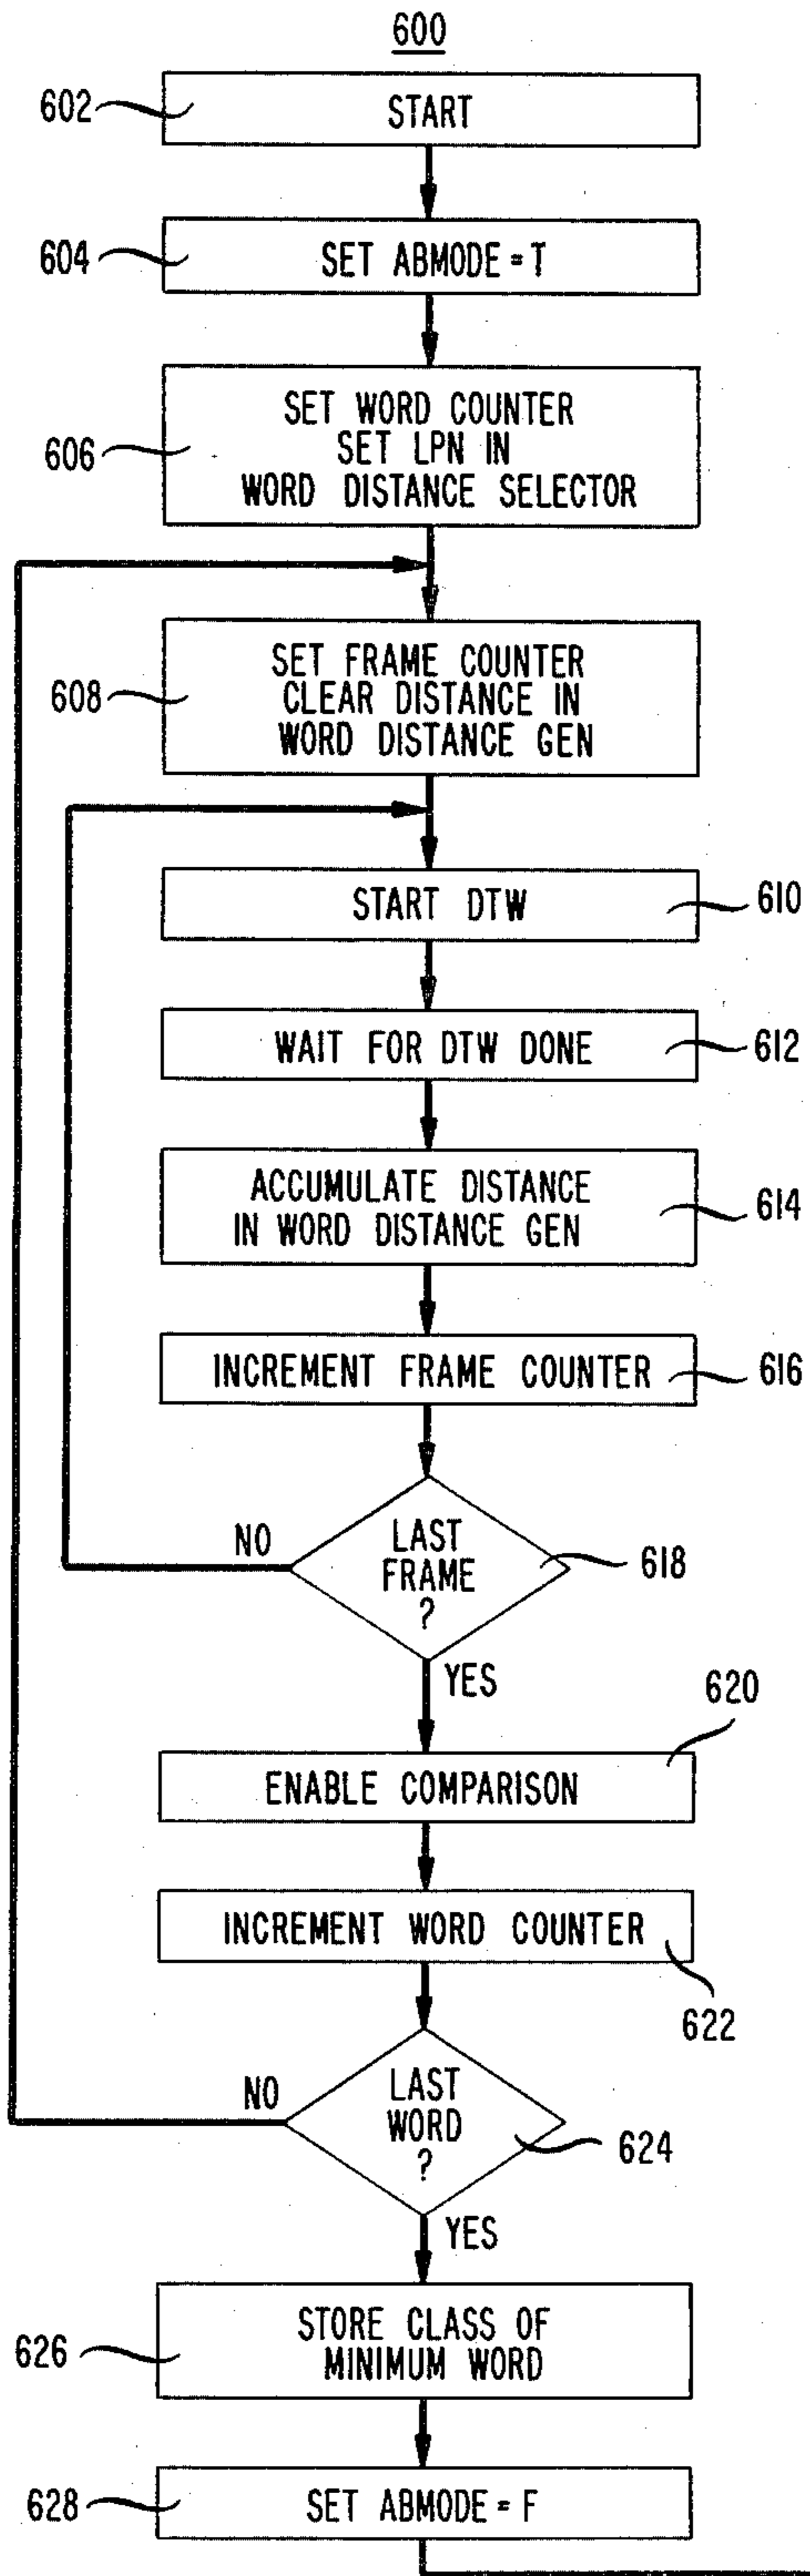 600
602
START
604
SET ABMODE = T
606
SET WORD COUNTER
SET LPN IN
WORD DISTANCE SELECTOR
608
SET FRAME COUNTER
CLEAR DISTANCE IN
WORD DISTANCE GEN
START DTW
610
WAIT FOR DTW DONE
612
ACCUMULATE DISTANCE
IN WORD DISTANCE GEN
614
INCREMENT FRAME COUNTER
616
NO
LAST
FRAME
?
618
YES
620
ENABLE COMPARISON
INCREMENT WORD COUNTER
622
NO
LAST
WORD
?
624
YES
626
STORE CLASS OF
MINIMUM WORD
628
SET ABMODE = F